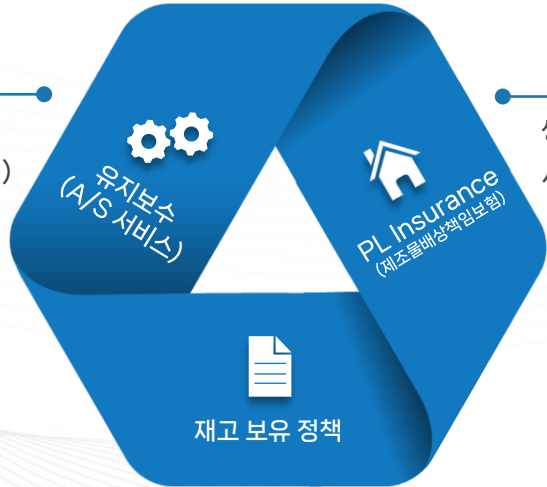 유지보수
(A/S 서비스)
PL Insurance
(제조물배상책임보험)
재고 보유 정책
)